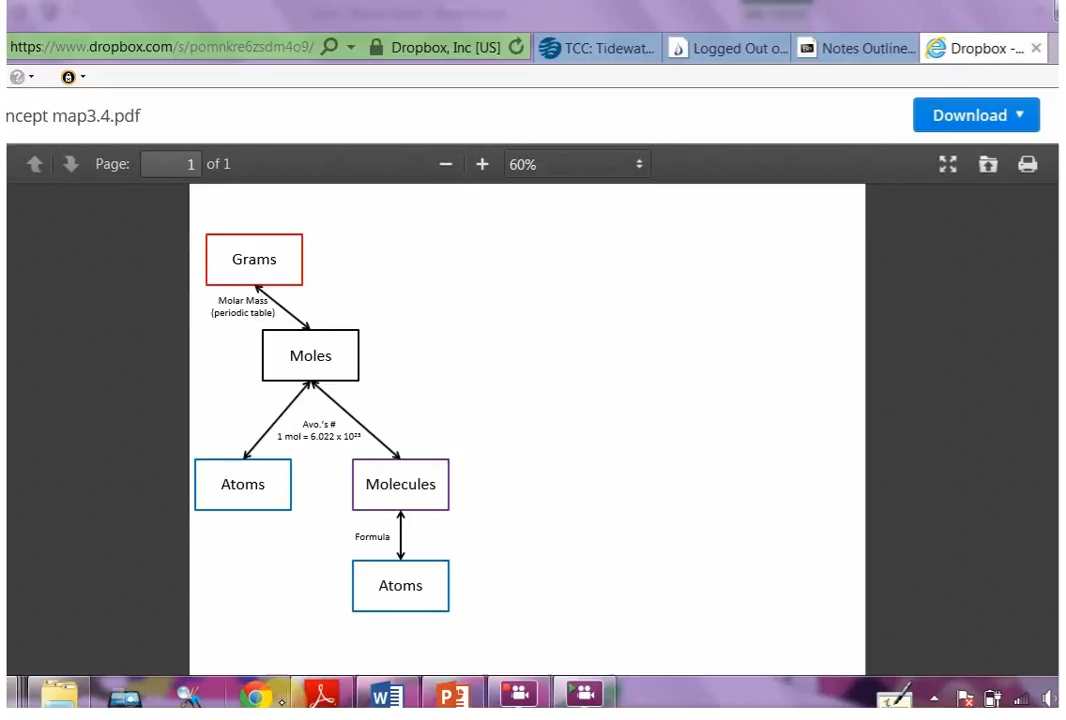 https://www.dropbox.com/s/pomnkre6zsdm4o9/
Dropbox, Inc [US]
TCC: Tidewat...
Logged Out o...
Notes Outline...
Dropbox -...
ncept map3.4.pdf
Download
Page: 1 of 1
60%
Grams
Molar Mass
(periodic table)
Moles
Avo.'s #
1 mol = 6.022 x 10²³
Atoms
Molecules
Formula
Atoms